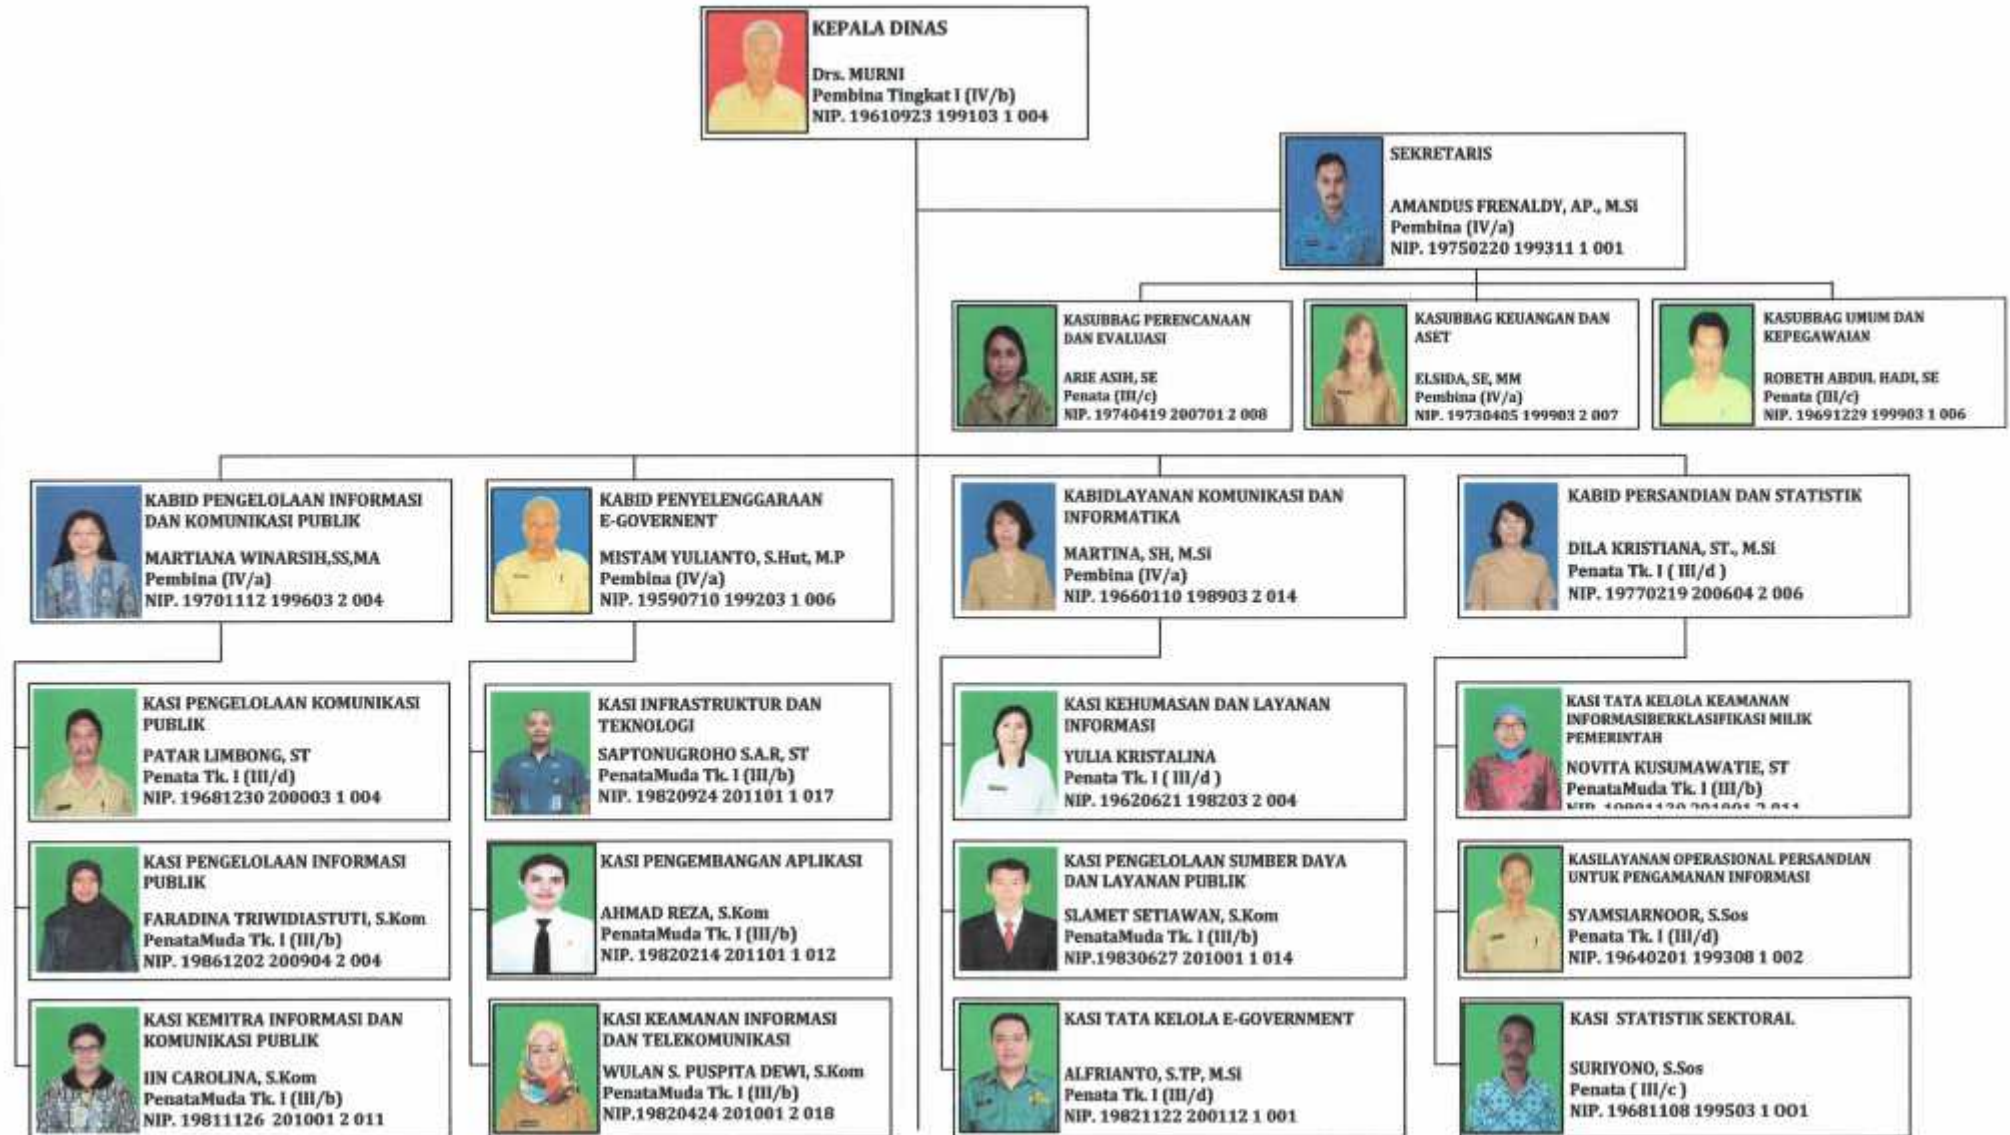 KEPALA DINAS
Drs. MURNI
Pembina Tingkat I (IV/b)
NIP. 19610923 199103 1 004
SEKRETARIS
AMANDUS FRENALDY, AP., M.Si
Pembina (IV/a)
NIP. 19750220 199311 1 001
KASUBBAG PERENCANAAN
DAN EVALUASI
ARIE ASIH, SE
Penata (III/c)
NIP. 19740419 200701 2 008
KASUBBAG KEUANGAN DAN
ASET
ELSIDA, SE, MM
Pembina (IV/a)
NIP. 19730405 199903 2 007
KASUBBAG UMUM DAN
KEPEGAWAIAN
ROBETH ABDUL HADI, SE
Penata (III/c)
NIP. 19691229 199903 1 006
KABID PENGELOLAAN INFORMASI
DAN KOMUNIKASI PUBLIK
MARTIANA WINARSIH,SS,MA
Pembina (IV/a)
NIP. 19701112 199603 2 004
KABID PENYELENGGARAAN
E-GOVERNENT
MISTAM YULIANTO, S.Hut, M.P
Pembina (IV/a)
NIP. 19590710 199203 1 006
KABIDLAYANAN KOMUNIKASI DAN
INFORMATIKA
MARTINA, SH, M.Si
Pembina (IV/a)
NIP. 19660110 198903 2 014
KABID PERSANDIAN DAN STATISTIK
DILA KRISTIANA, ST., M.Si
Penata Tk. I ( III/d )
NIP. 19770219 200604 2 006
KASI PENGELOLAAN KOMUNIKASI
PUBLIK
PATAR LIMBONG, ST
Penata Tk. I (III/d)
NIP. 19681230 200003 1 004
KASI INFRASTRUKTUR DAN
TEKNOLOGI
SAPTONUGROHO S.A.R, ST
PenataMuda Tk. I (III/b)
NIP. 19820924 201101 1 017
KASI KEHUMASAN DAN LAYANAN
INFORMASI
YULIA KRISTALINA
Penata Tk. I ( III/d )
NIP. 19620621 198203 2 004
KASI TATA KELOLA KEAMANAN
INFORMASIBERKLASIFIKASI MILIK
PEMERINTAH
NOVITA KUSUMAWATIE, ST
PenataMuda Tk. I (III/b)
NIP.
KASI PENGELOLAAN INFORMASI
PUBLIK
FARADINA TRIWIDIASTUTI, S.Kom
PenataMuda Tk. I (III/b)
NIP. 19861202 200904 2 004
KASI PENGEMBANGAN APLIKASI
AHMAD REZA, S.Kom
PenataMuda Tk. I (III/b)
NIP. 19820214 201101 1 012
KASI PENGELOLAAN SUMBER DAYA
DAN LAYANAN PUBLIK
SLAMET SETIAWAN, S.Kom
PenataMuda Tk. I (III/b)
NIP.19830627 201001 1 014
KASILAYANAN OPERASIONAL PERSANDIAN
UNTUK PENGAMANAN INFORMASI
SYAMSIARNOOR, S.Sos
Penata Tk. I (III/d)
NIP. 19640201 199308 1 002
KASI KEMITRA INFORMASI DAN
KOMUNIKASI PUBLIK
IIN CAROLINA, S.Kom
PenataMuda Tk. I (III/b)
NIP. 19811126 201001 2 011
KASI KEAMANAN INFORMASI
DAN TELEKOMUNIKASI
WULAN S. PUSPITA DEWI, S.Kom
PenataMuda Tk. I (III/b)
NIP.19820424 201001 2 018
KASI TATA KELOLA E-GOVERNMENT
ALFRIANTO, S.TP, M.Si
Penata Tk. I (III/d)
NIP. 19821122 200112 1 001
KASI STATISTIK SEKTORAL
SURIYONO, S.Sos
Penata ( III/c )
NIP. 19681108 199503 1 OO1